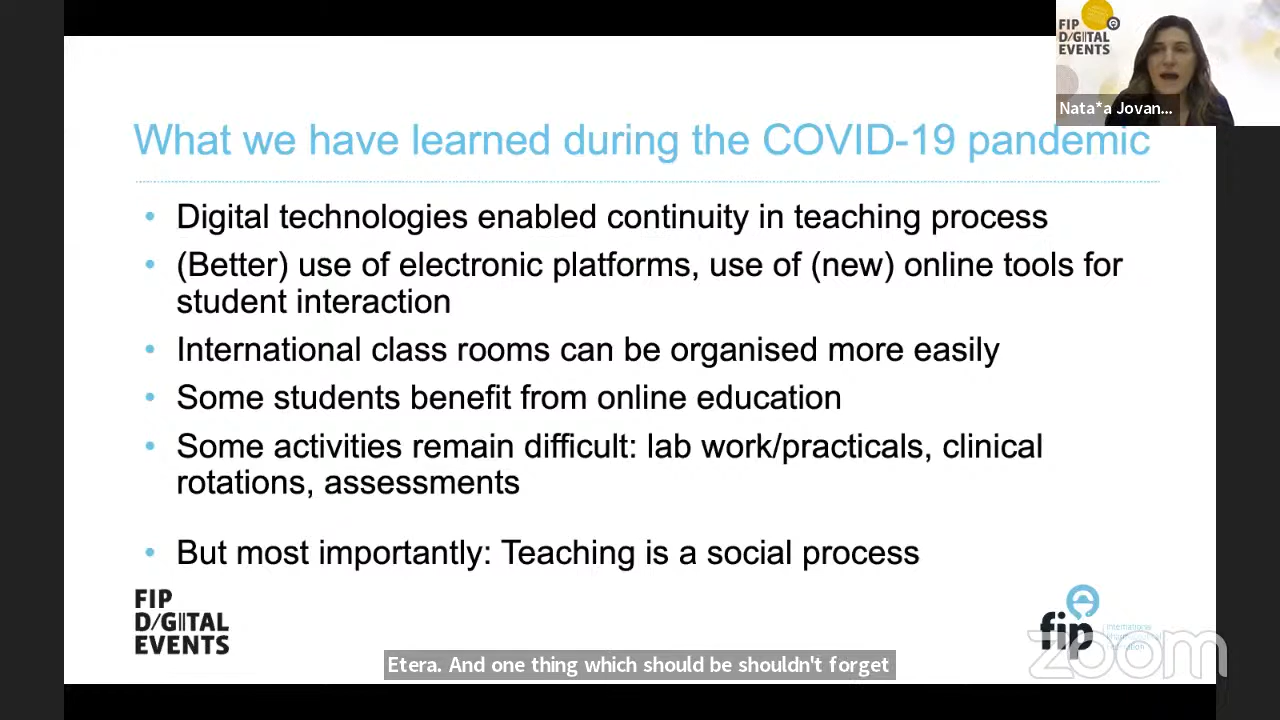 FIP
D/GIITAL
EVENTS
Nata*a Jovan...
What we have learned during the COVID-19 pandemic
• Digital technologies enabled continuity in teaching process
• (Better) use of electronic platforms, use of (new) online tools for
student interaction
• International class rooms can be organised more easily
• Some students benefit from online education
• Some activities remain difficult: lab work/practicals, clinical
rotations, assessments
• But most importantly: Teaching is a social process
FIP
D/GIITAL
EVENTS
fip
zoom
Etera. And one thing which should be shouldn't forget